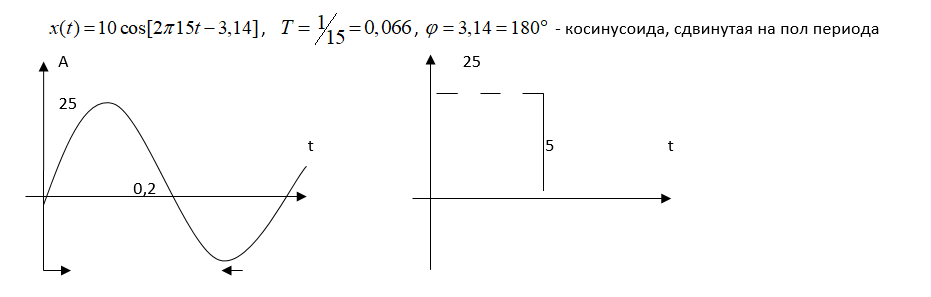 x(t) = 10 cos[2π15t − 3,14], T = 1/15 = 0,066, φ = 3,14 = 180° - косинусоида, сдвинутая на пол периода
A 25
25
t 5 t
0,2